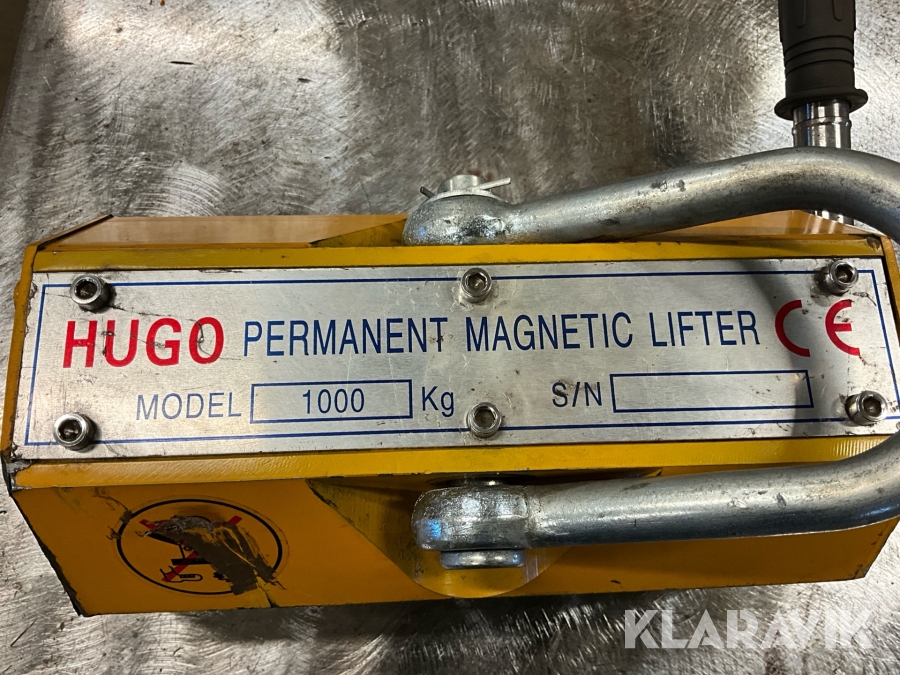 HUGO PERMANENT MAGNETIC LIFTER CE
MODEL 1000 Kg S/N
KLARAVIK